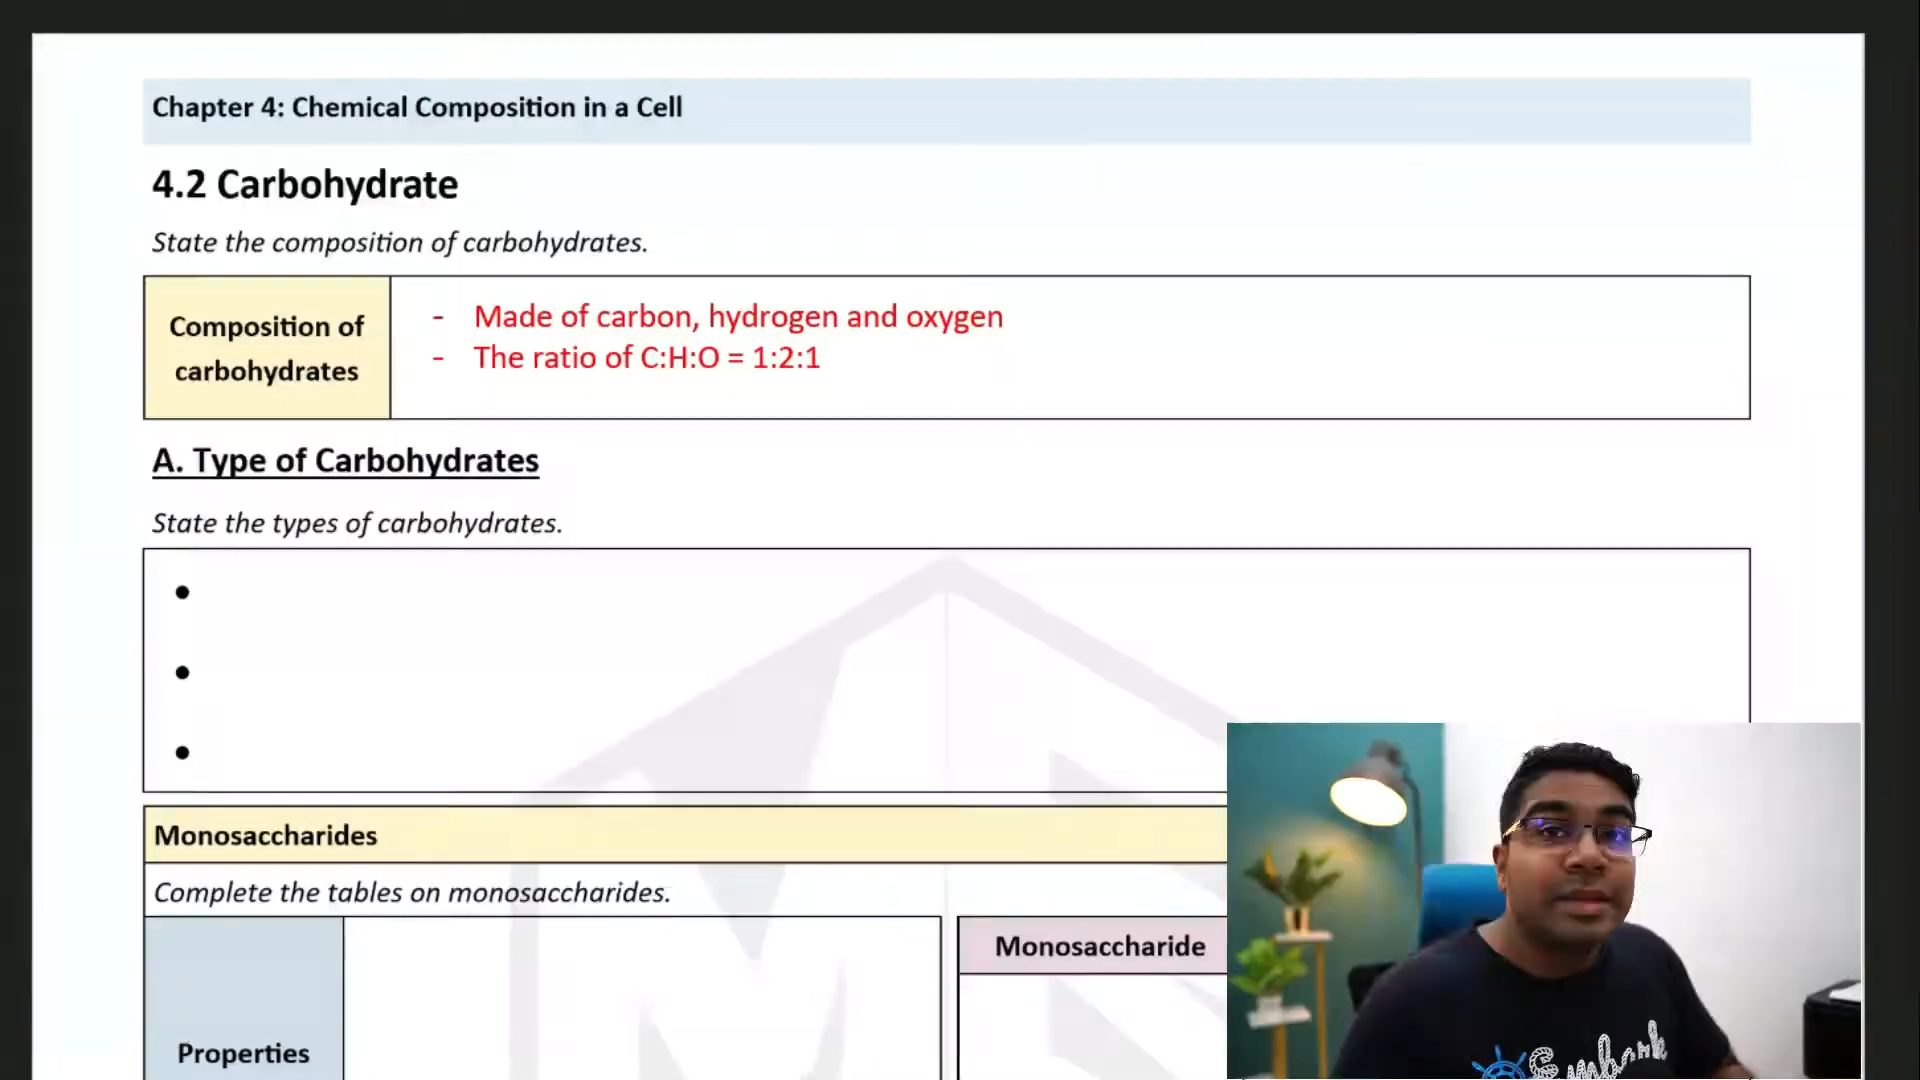 Chapter 4: Chemical Composition in a Cell
4.2 Carbohydrate
State the composition of carbohydrates.
Composition of
carbohydrates
- Made of carbon, hydrogen and oxygen
- The ratio of C:H:O = 1:2:1
A. Type of Carbohydrates
State the types of carbohydrates.
Monosaccharides
Complete the tables on monosaccharides.
Monosaccharide
Properties
Embark